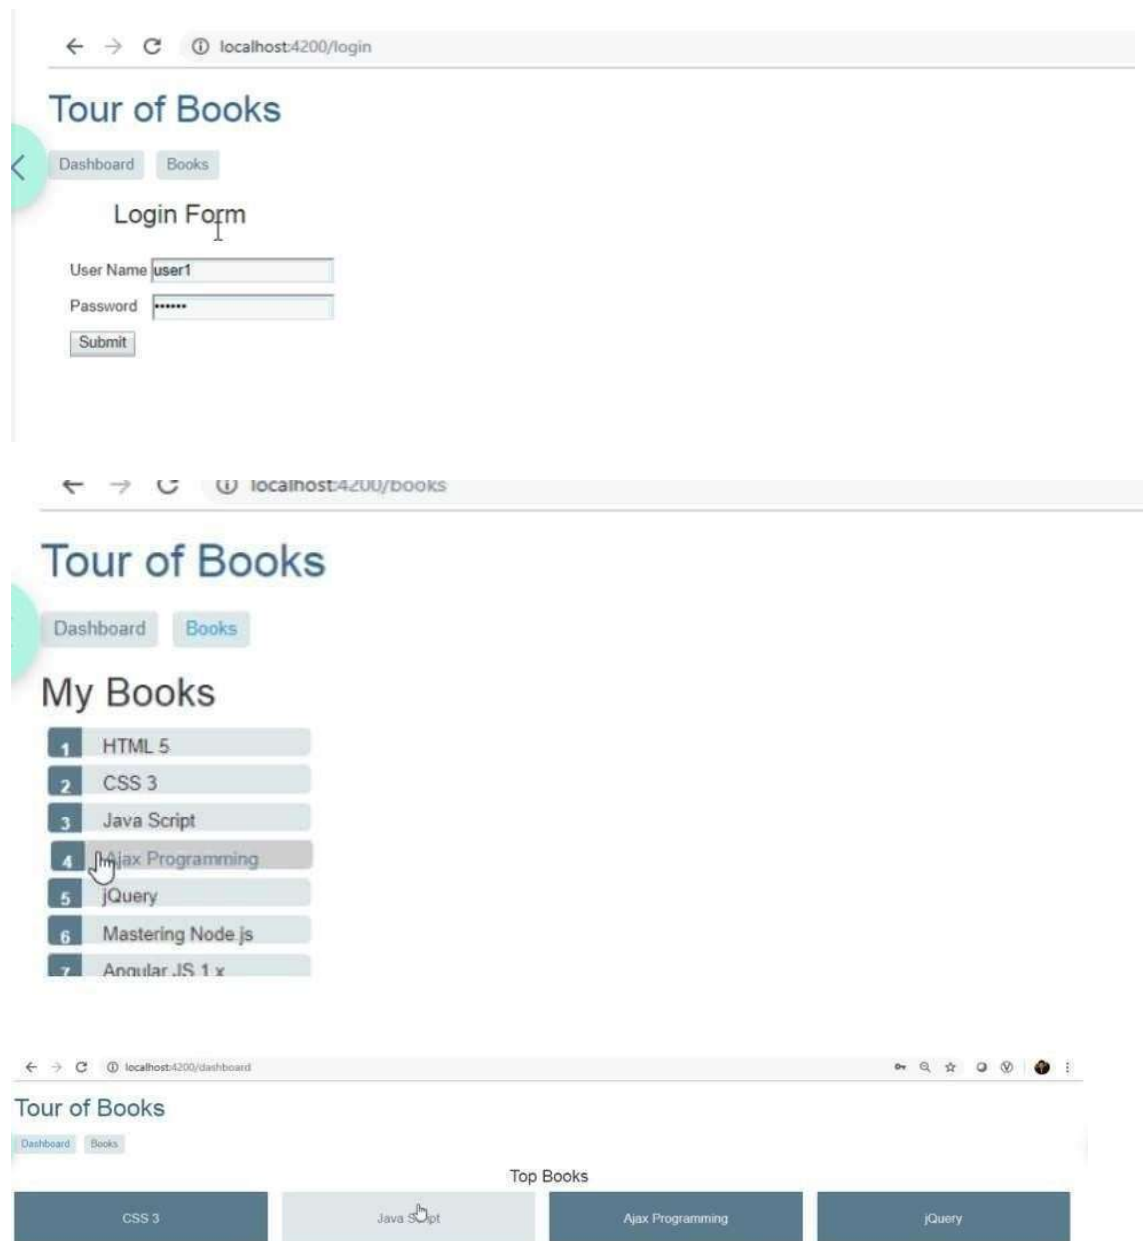 localhost:4200/login
Tour of Books
Dashboard Books
Login Form
User Name user1
Password ••••••
Submit
localhost:4200/books
Tour of Books
Dashboard Books
My Books
1 HTML 5
2 CSS 3
3 Java Script
4 Ajax Programming
5 jQuery
6 Mastering Node.js
7 Angular JS 1.x
localhost:4200/dashboard
Tour of Books
Dashboard Books
Top Books
CSS 3 Java Script Ajax Programming jQuery